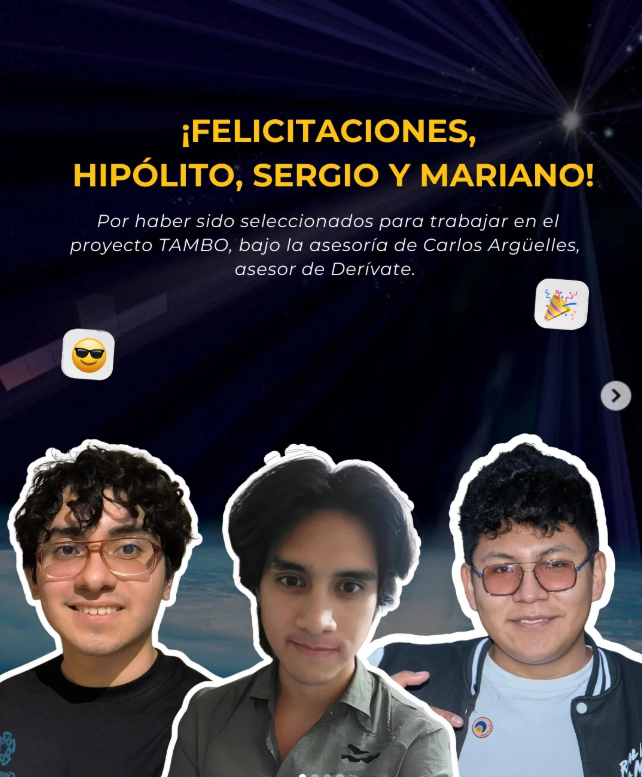 ¡FELICITACIONES,
HIPÓLITO, SERGIO Y MARIANO!
Por haber sido seleccionados para trabajar en el
proyecto TAMBO, bajo la asesoría de Carlos Argüelles,
asesor de Derívate.